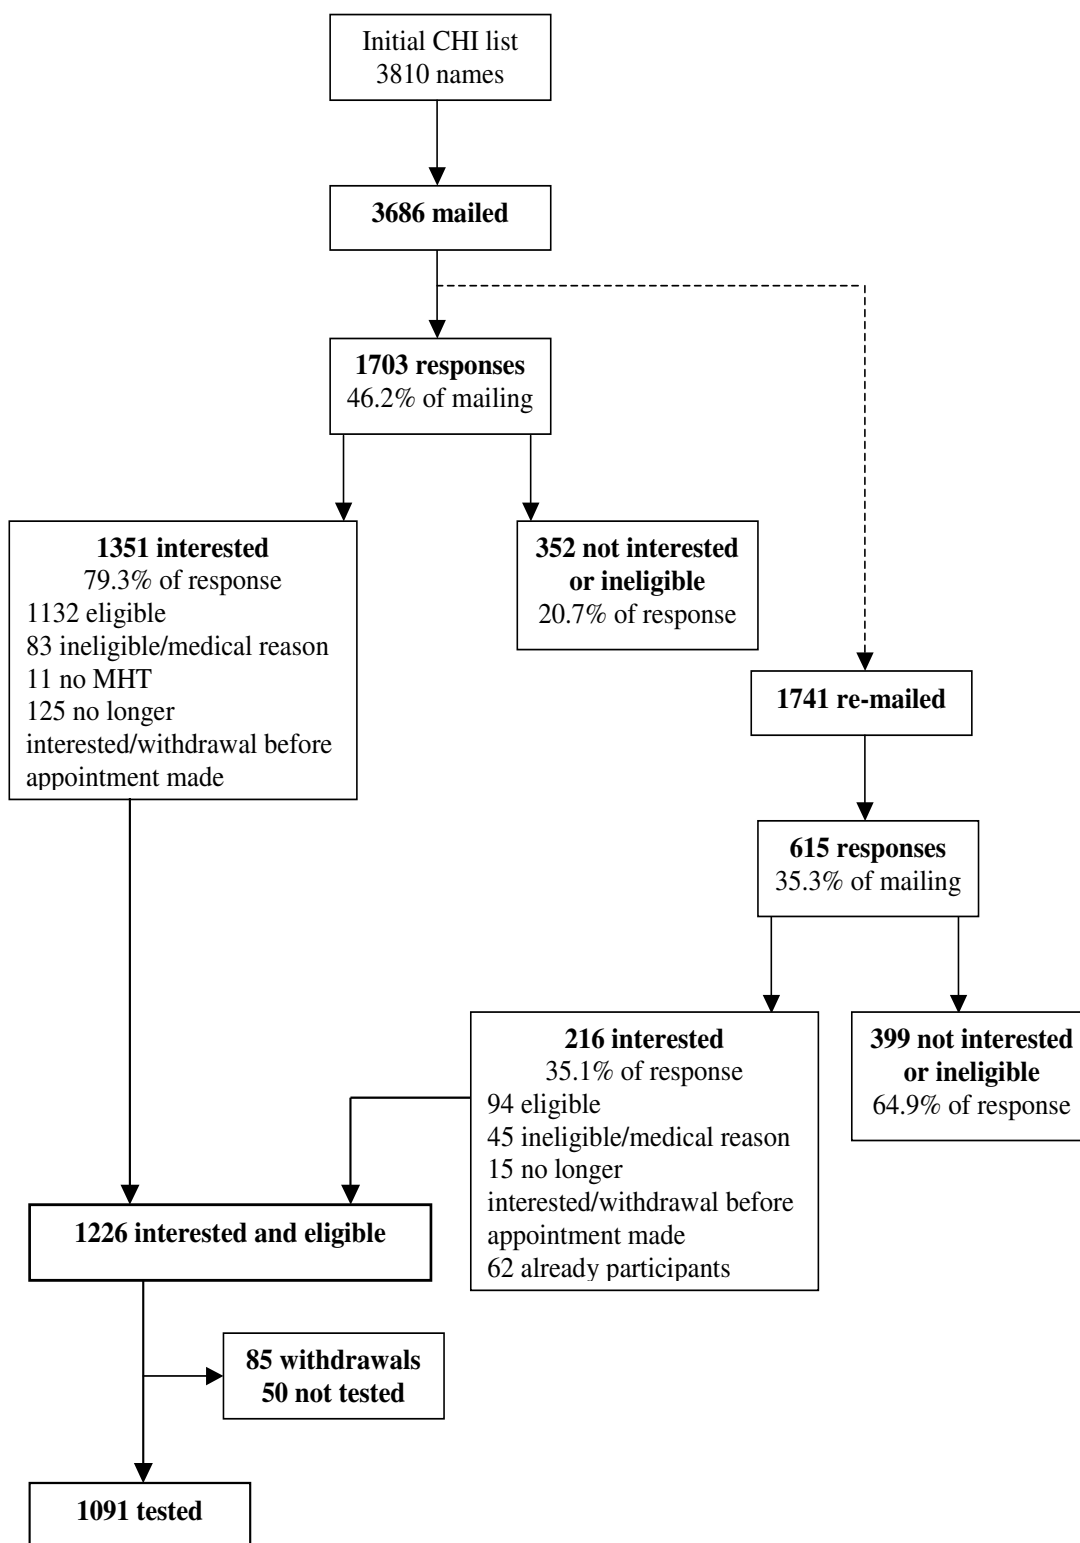 Initial CHI list
3810 names
3686 mailed
1703 responses
46.2% of mailing
1351 interested
79.3% of response
1132 eligible
83 ineligible/medical reason
11 no MHT
125 no longer
interested/withdrawal before
appointment made
352 not interested
or ineligible
20.7% of response
1741 re-mailed
615 responses
35.3% of mailing
216 interested
35.1% of response
94 eligible
45 ineligible/medical reason
15 no longer
interested/withdrawal before
appointment made
62 already participants
399 not interested
or ineligible
64.9% of response
1226 interested and eligible
85 withdrawals
50 not tested
1091 tested